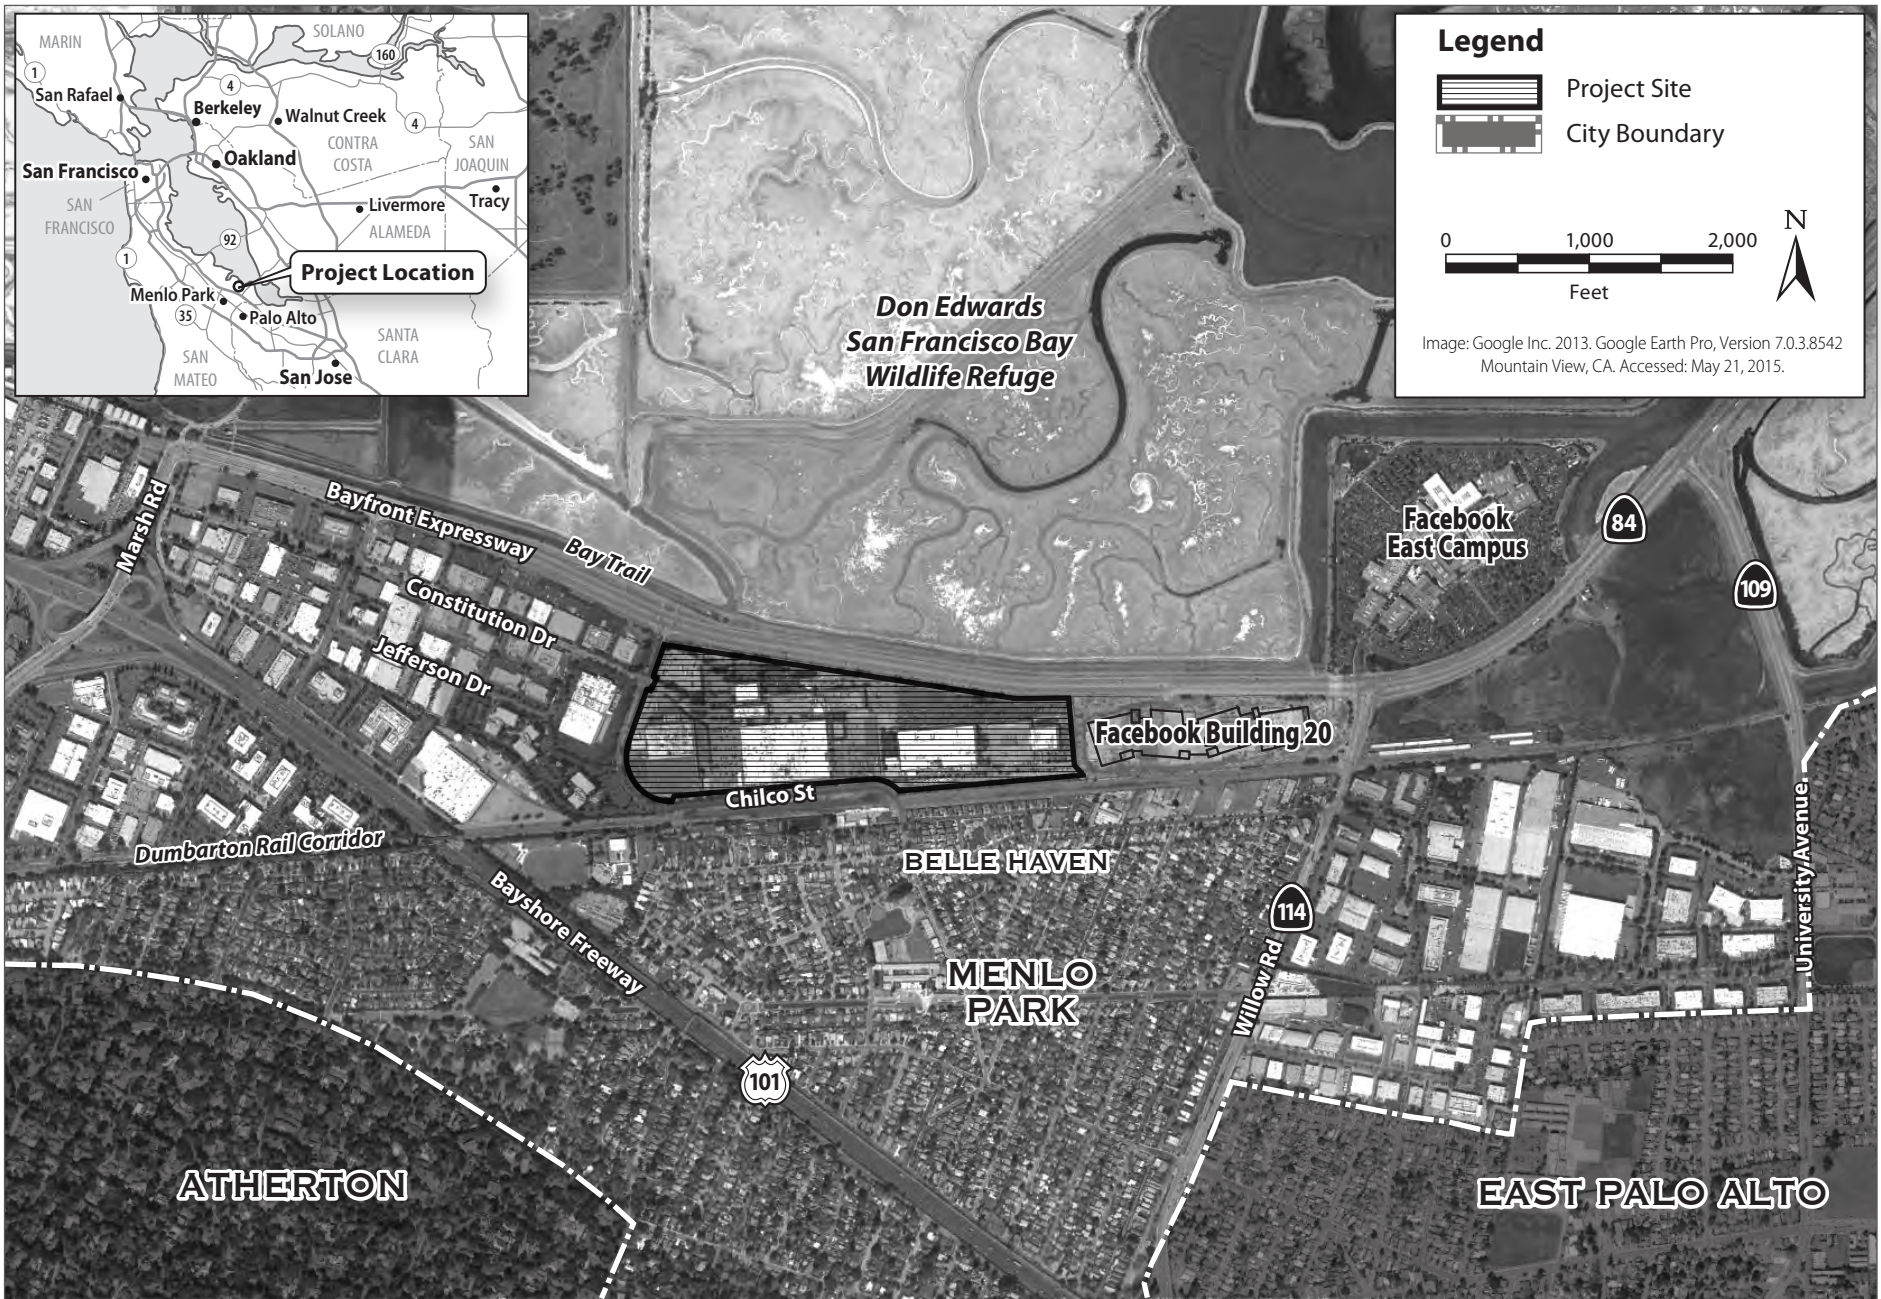 MARIN
SOLANO
160
1
4
San Rafael
Berkeley
Walnut Creek
4
CONTRA
COSTA
SAN
JOAQUIN
Oakland
San Francisco
Tracy
SAN
FRANCISCO
Livermore
ALAMEDA
92
1
Project Location
Menlo Park
35
Palo Alto
SANTA
CLARA
SAN
MATEO
San Jose
Legend
Project Site
City Boundary
0 1,000 2,000
Feet
N
Image: Google Inc. 2013. Google Earth Pro, Version 7.0.3.8542
Mountain View, CA. Accessed: May 21, 2015.
Don Edwards
San Francisco Bay
Wildlife Refuge
Marsh Rd
Bayfront Expressway
Bay Trail
Constitution Dr
Jefferson Dr
Facebook
East Campus
84
109
Facebook Building 20
Chilco St
Dumbarton Rail Corridor
BELLE HAVEN
Bayshore Freeway
114
Willow Rd
University Avenue
MENLO
PARK
101
ATHERTON
EAST PALO ALTO